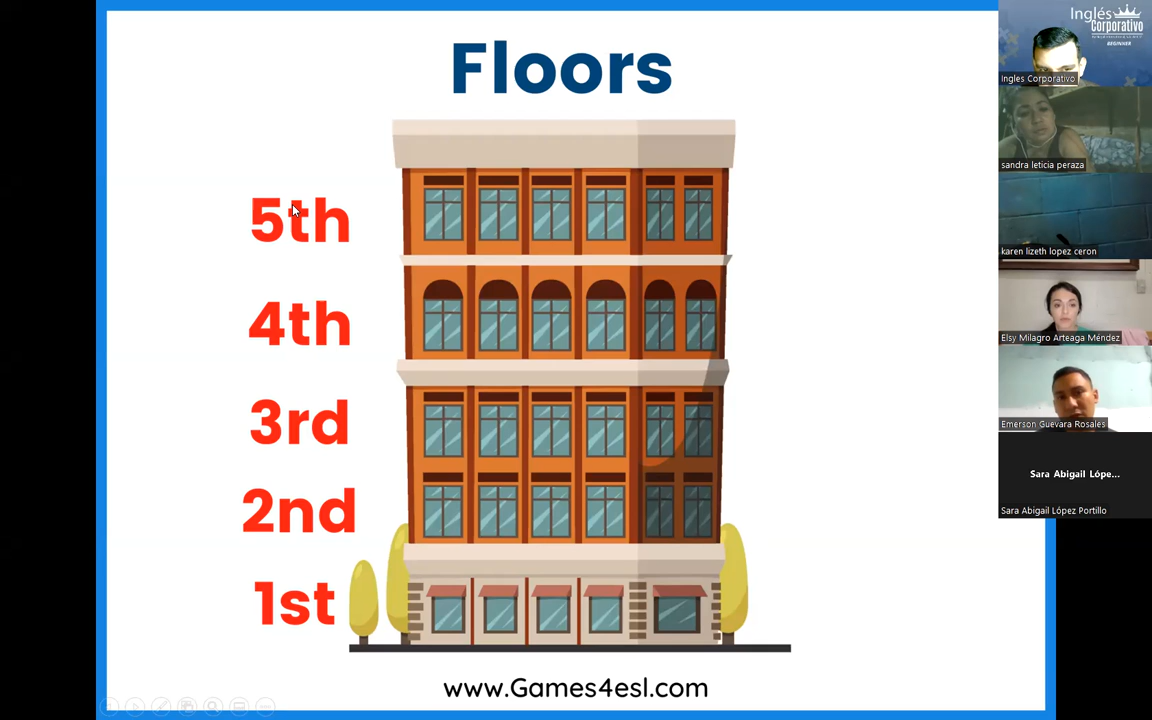 Floors
5th
4th
3rd
2nd
1st
www.Games4esl.com
Inglés
Corporativo
BEGINNER
Ingles Corporativo
sandra leticia peraza
karen lizeth lopez ceron
Elsy Milagro Arteaga Méndez
Emerson Guevara Rosales
Sara Abigail Lópe...
Sara Abigail López Portillo